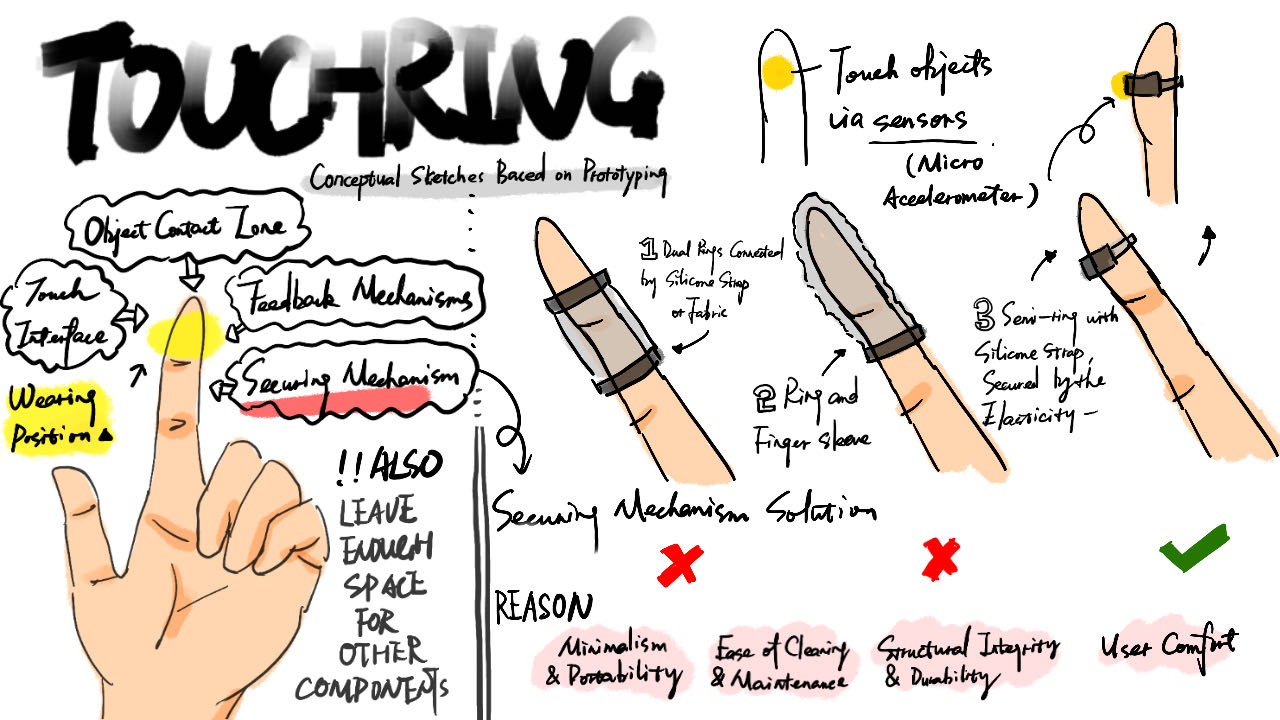 TOUCHRING
Conceptual Sketches Baced on Prototyping
Object Contact Zone
Touch
Interface
Feedback Mechanisms
Securing Mechanism
Wearing
Position
!! ALSO
LEAVE
ENOUGH
SPACE
FOR
OTHER
COMPONENTS
Touch objects
via sensors
(Micro
Accelerometer)
1 Dual Rings Connected
by Silicone Strap
or Fabric
2 Ring and
Finger Sleeve
3 Semi-ring with
Silicone Strap,
Secured by the
Elasticity —
Securing Mechanism Solution
REASON
Minimalism
& Portability
Ease of Cleaning
& Maintenance
Structural Integrity
& Durability
User Comfort